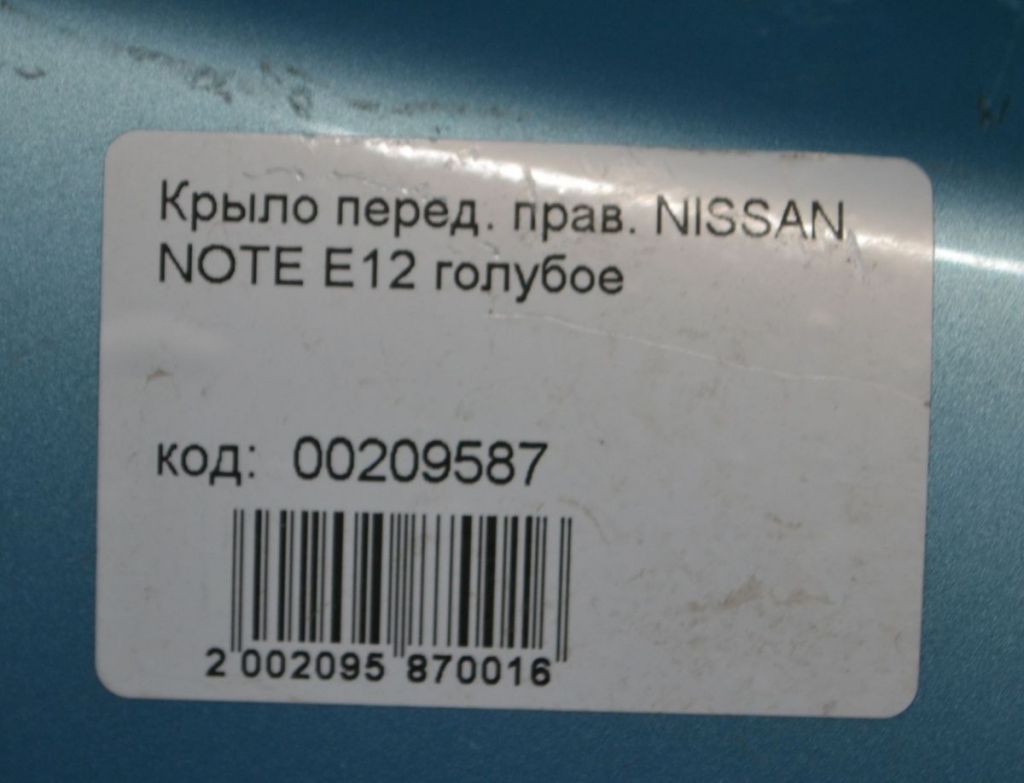 Крыло перед. прав. NISSAN
NOTE E12 голубое
код: 00209587
2 002095 870016